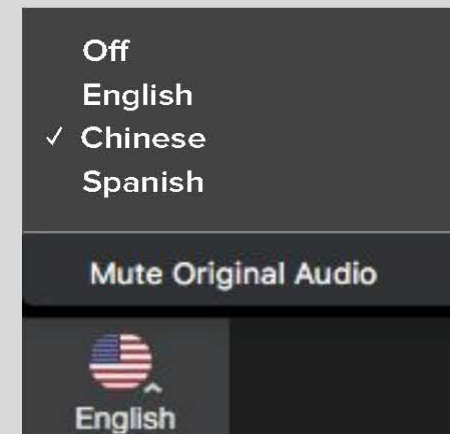 Off
English
✓ Chinese
Spanish
Mute Original Audio
English